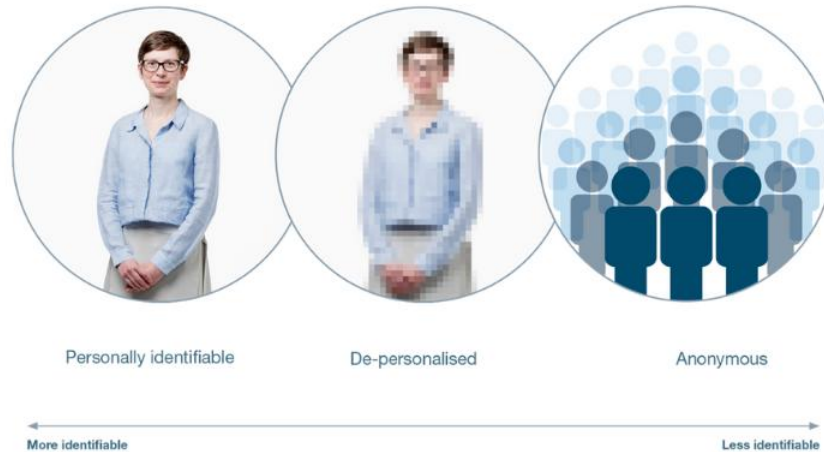 Personally identifiable
De-personalised
Anonymous
More identifiable
Less identifiable